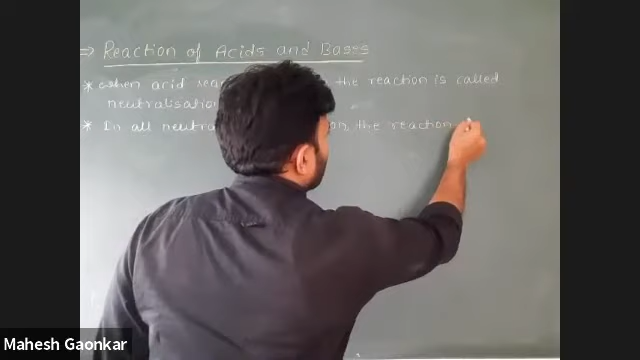 ⇒ Reaction of Acids and Bases
* When acid rea the reaction is called
neutralisation
* In all neutra the reaction
Mahesh Gaonkar